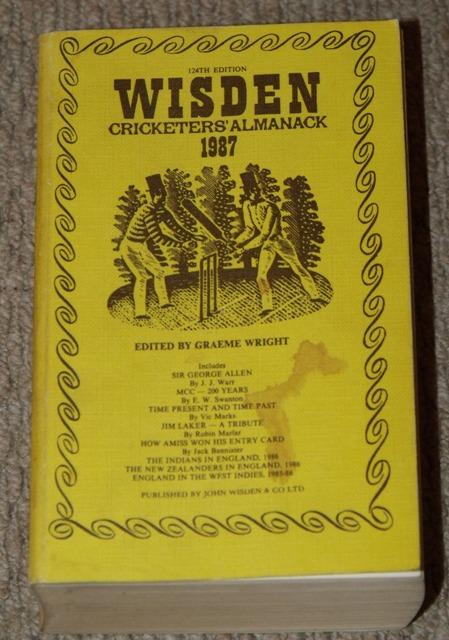 124TH EDITION
WISDEN
CRICKETERS' ALMANACK
1987
EDITED BY GRAEME WRIGHT
Includes
SIR GEORGE ALLEN
By J. J. Warr
MCC — 200 YEARS
By E. W. Swanton
TIME PRESENT AND TIME PAST
By Vic Marks
JIM LAKER — A TRIBUTE
By Robin Marlar
HOW AMISS WON HIS ENTRY CARD
By Jack Bannister
THE INDIANS IN ENGLAND, 1986
THE NEW ZEALANDERS IN ENGLAND, 1986
ENGLAND IN THE WEST INDIES, 1985-86
PUBLISHED BY JOHN WISDEN & CO LTD